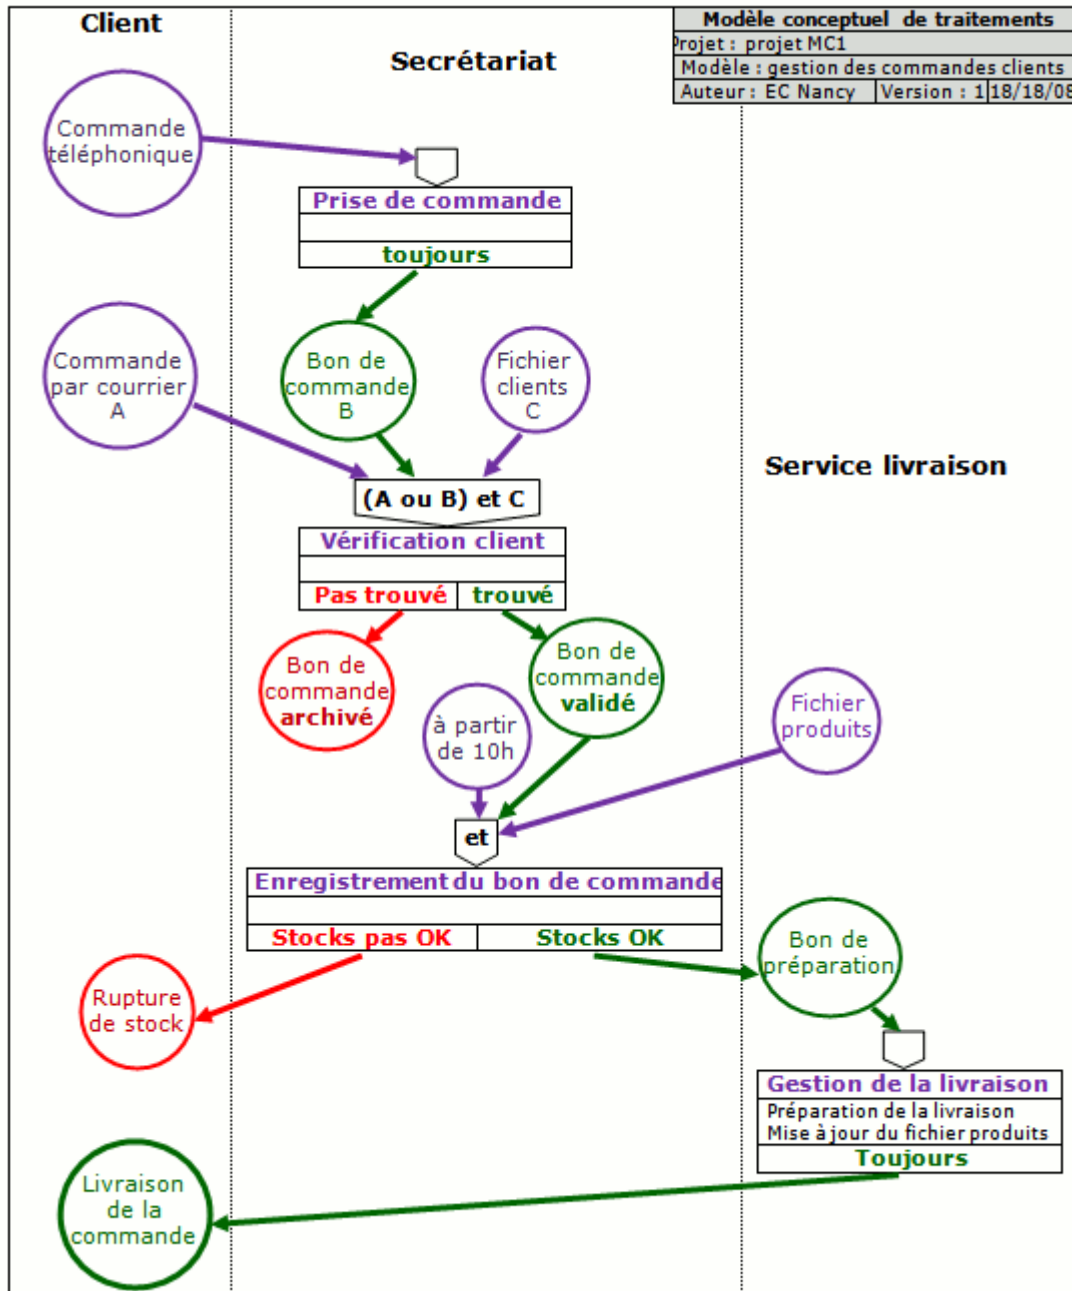 Client
Secrétariat
Modèle conceptuel de traitements
Projet : projet MC1
Modèle : gestion des commandes clients
Auteur : EC Nancy
Version : 1
18/18/08
Commande
téléphonique
Prise de commande
toujours
Commande
par courrier
A
Bon de
commande
B
Fichier
clients
C
Service livraison
(A ou B) et C
Vérification client
Pas trouvé
trouvé
Bon de
commande
archivé
Bon de
commande
validé
à partir
de 10h
Fichier
produits
et
Enregistrement du bon de commande
Stocks pas OK
Stocks OK
Bon de
préparation
Rupture
de stock
Gestion de la livraison
Préparation de la livraison
Mise à jour du fichier produits
Toujours
Livraison
de la
commande